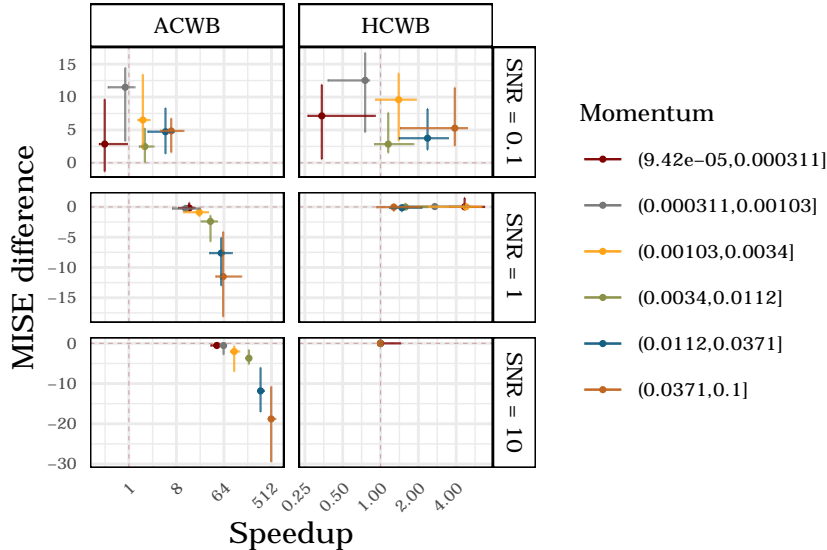 ACWB
HCWB
MISE difference
15
10
5
0
SNR = 0.1
0
−5
−10
−15
SNR = 1
0
−10
−20
−30
SNR = 10
1
8
64
512
0.25
0.50
1.00
2.00
4.00
Speedup
Momentum
(9.42e-05,0.000311]
(0.000311,0.00103]
(0.00103,0.0034]
(0.0034,0.0112]
(0.0112,0.0371]
(0.0371,0.1]